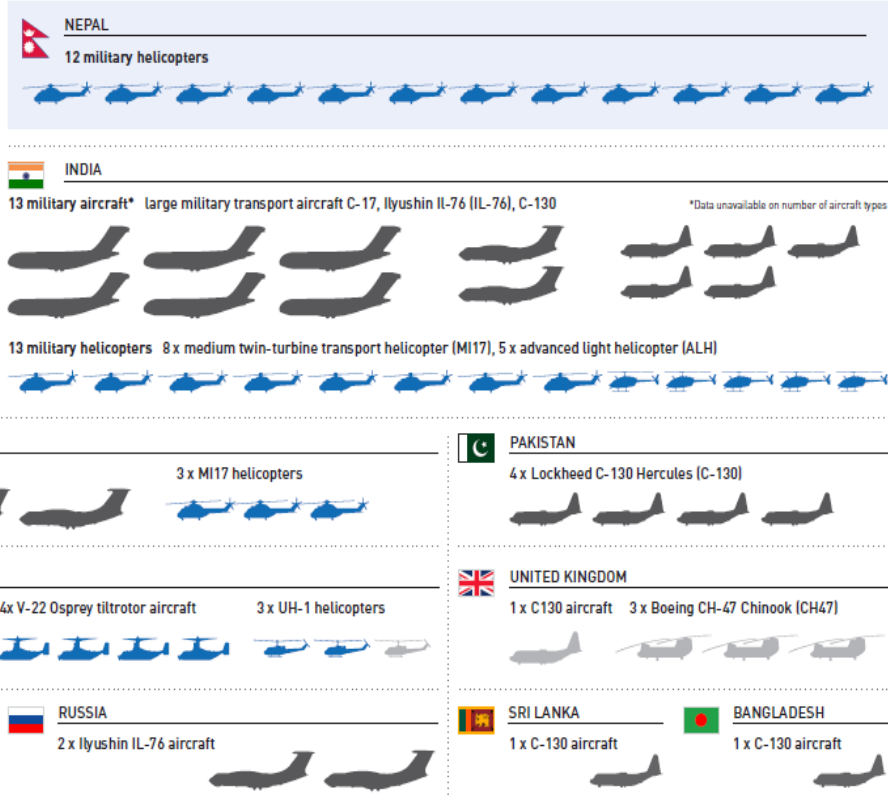 NEPAL
12 military helicopters
INDIA
13 military aircraft* large military transport aircraft C-17, Ilyushin Il-76 (IL-76), C-130
*Data unavailable on number of aircraft types
13 military helicopters 8 x medium twin-turbine transport helicopter (MI17), 5 x advanced light helicopter (ALH)
3 x MI17 helicopters
PAKISTAN
4 x Lockheed C-130 Hercules (C-130)
4x V-22 Osprey tiltrotor aircraft 3 x UH-1 helicopters
UNITED KINGDOM
1 x C130 aircraft 3 x Boeing CH-47 Chinook (CH47)
RUSSIA
2 x Ilyushin IL-76 aircraft
SRI LANKA
1 x C-130 aircraft
BANGLADESH
1 x C-130 aircraft